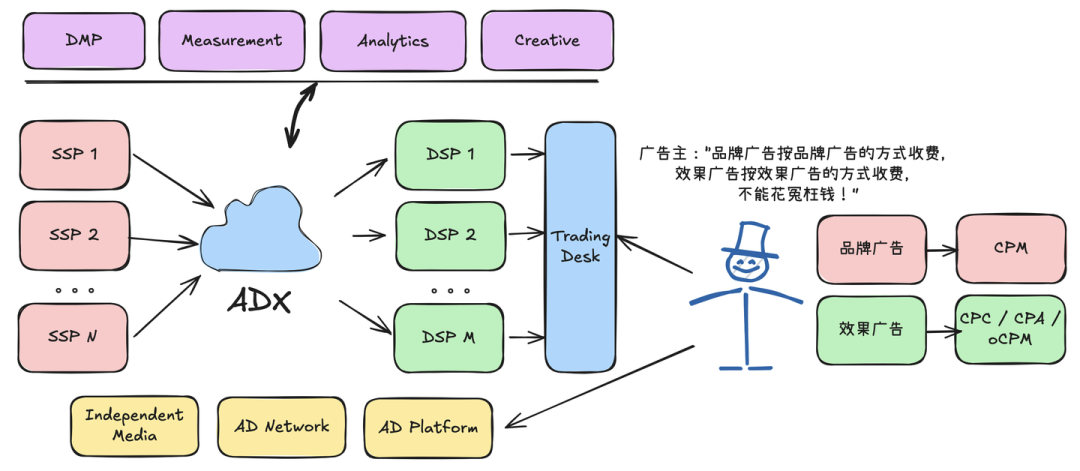 DMP
Measurement
Analytics
Creative
SSP 1
SSP 2
SSP N
ADX
DSP 1
DSP 2
DSP M
Trading
Desk
广告主："品牌广告按品牌广告的方式收费，
效果广告按效果广告的方式收费，
不能花冤枉钱！"
品牌广告
CPM
效果广告
CPC / CPA /
oCPM
Independent
Media
AD Network
AD Platform